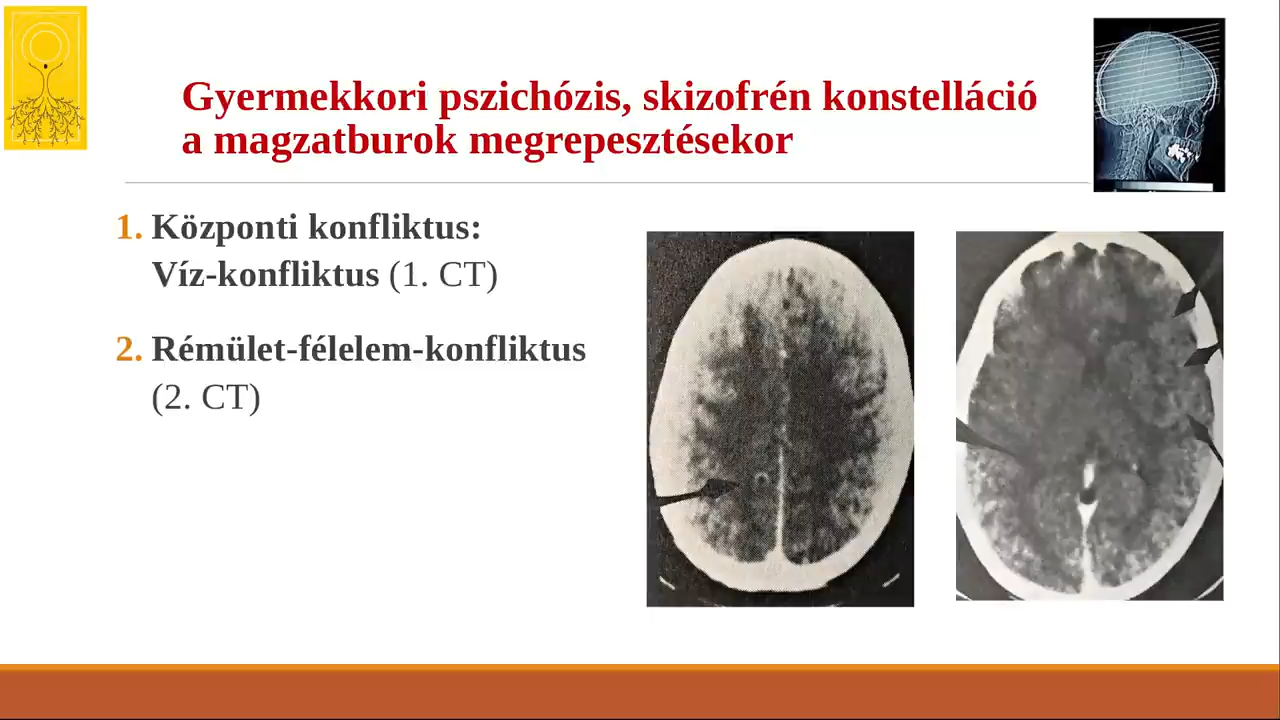 Gyermekkori pszichózis, skizofrén konstelláció
a magzatburok megrepesztésekor
1. Központi konfliktus:
Víz-konfliktus (1. CT)
2. Rémület-félelem-konfliktus
(2. CT)